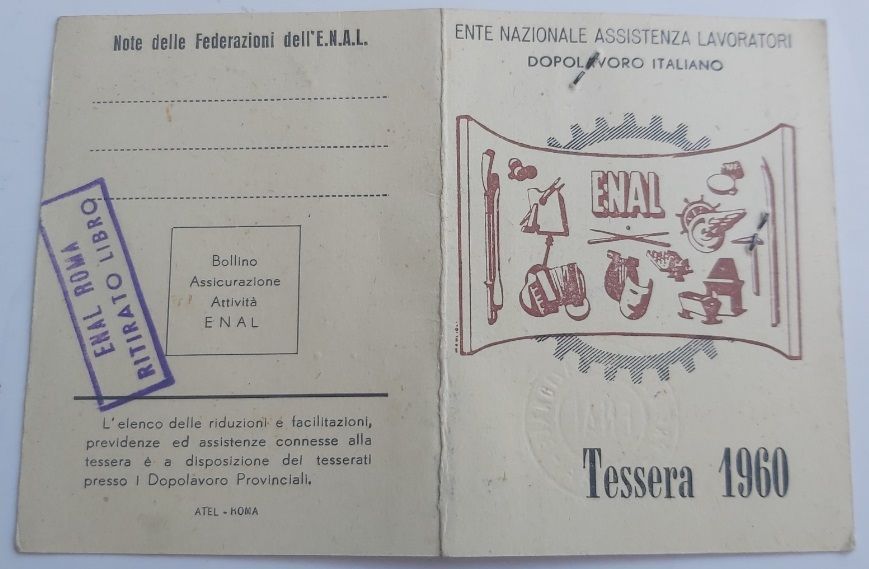 Note delle Federazioni dell'E.N.A.L.
ENAL ROMA
RITIRATO LIBRO
Bollino
Assicurazione
Attività
ENAL
L'elenco delle riduzioni e facilitazioni,
previdenze ed assistenze connesse alla
tessera è a disposizione dei tesserati
presso i Dopolavoro Provinciali.
ATEL - ROMA
ENTE NAZIONALE ASSISTENZA LAVORATORI
DOPOLAVORO ITALIANO
ENAL
ENAL
Tessera 1960